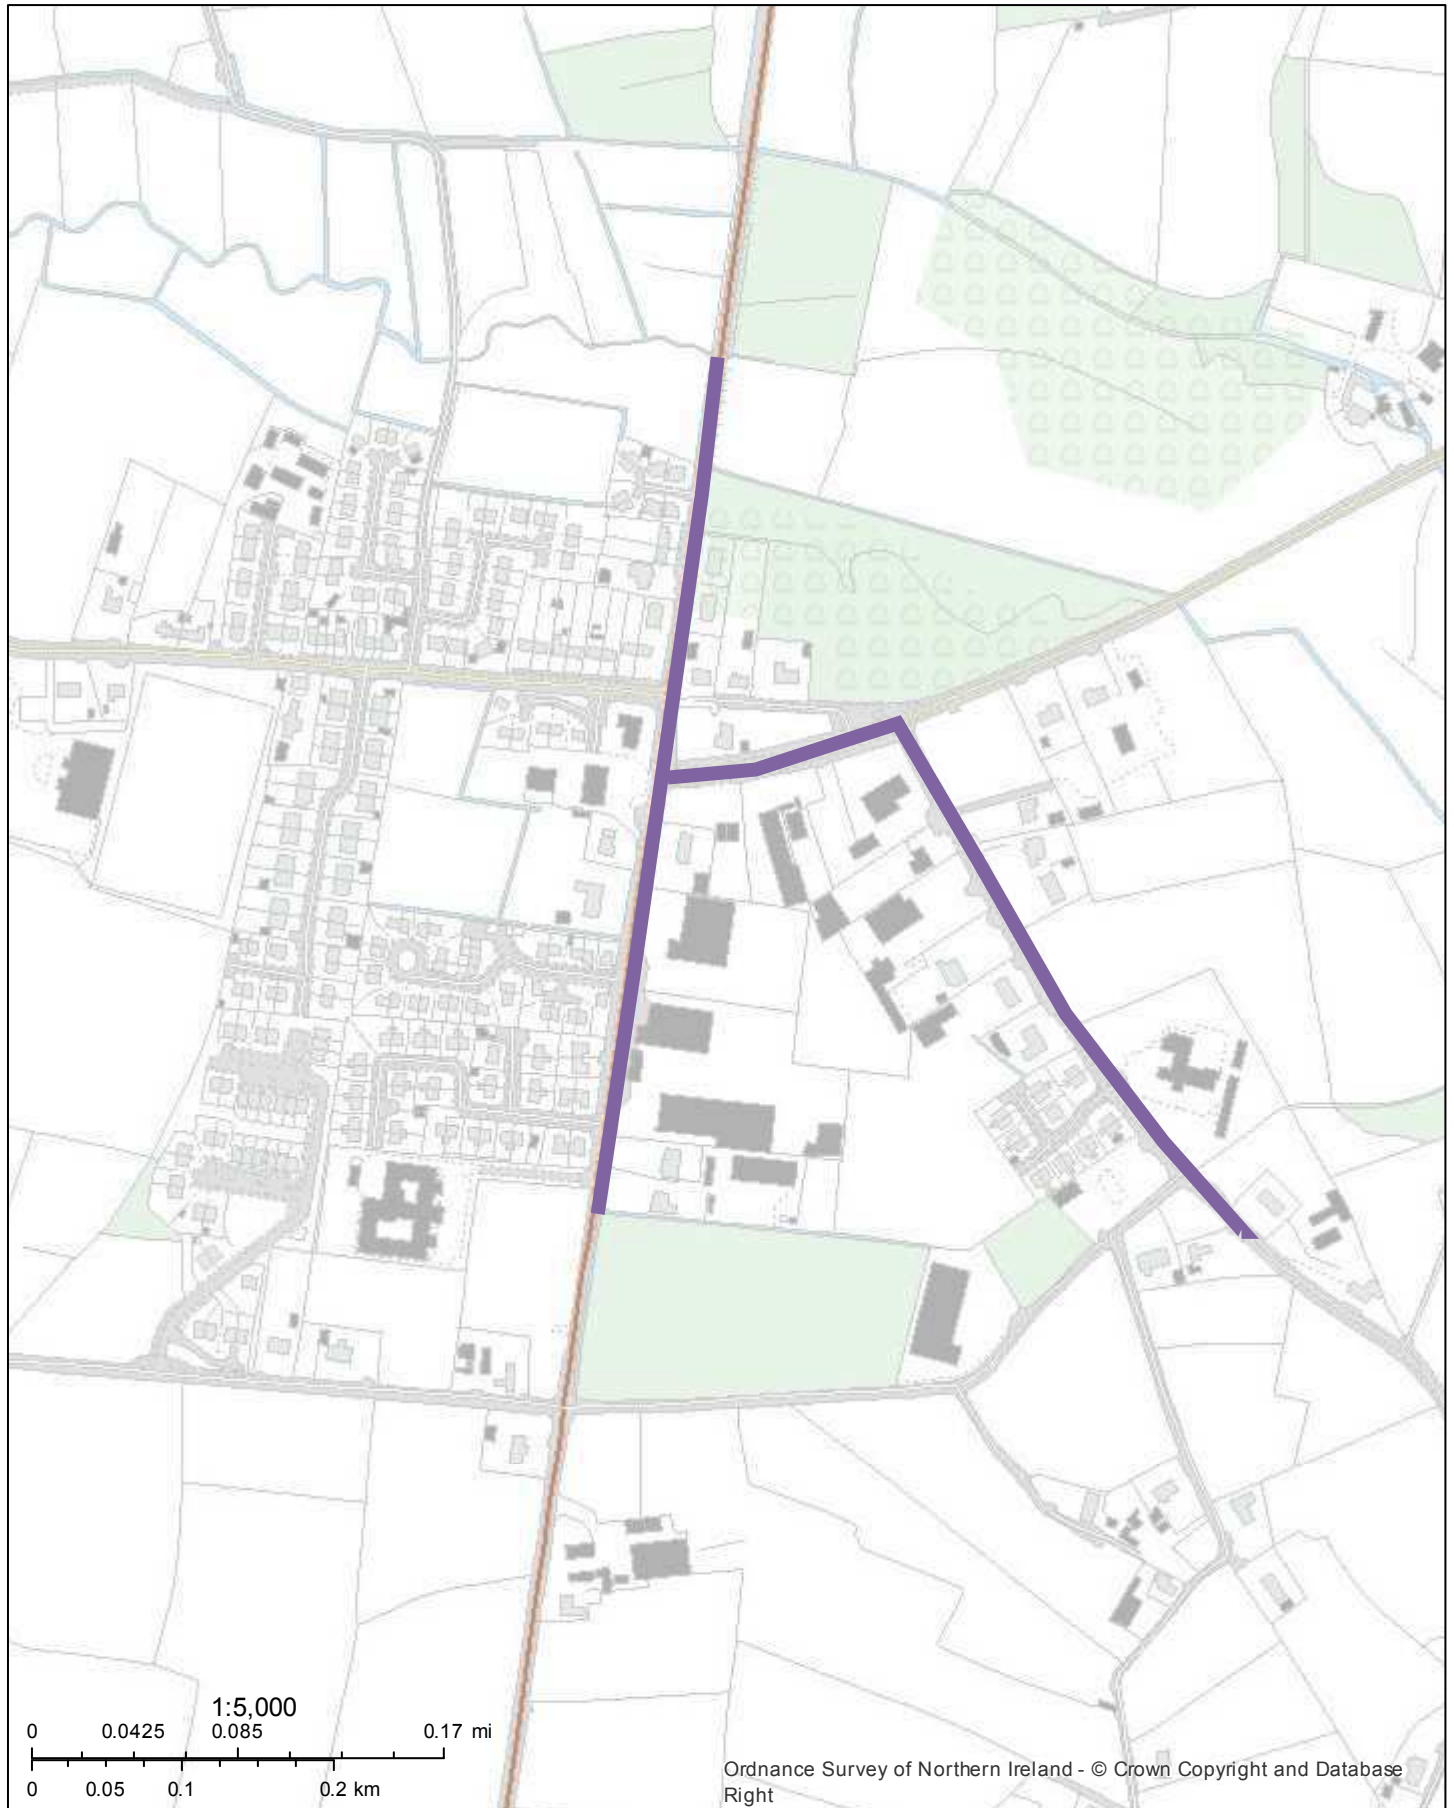 1:5,000
0 0.0425 0.085 0.17 mi
0 0.05 0.1 0.2 km
Ordnance Survey of Northern Ireland - © Crown Copyright and Database
Right